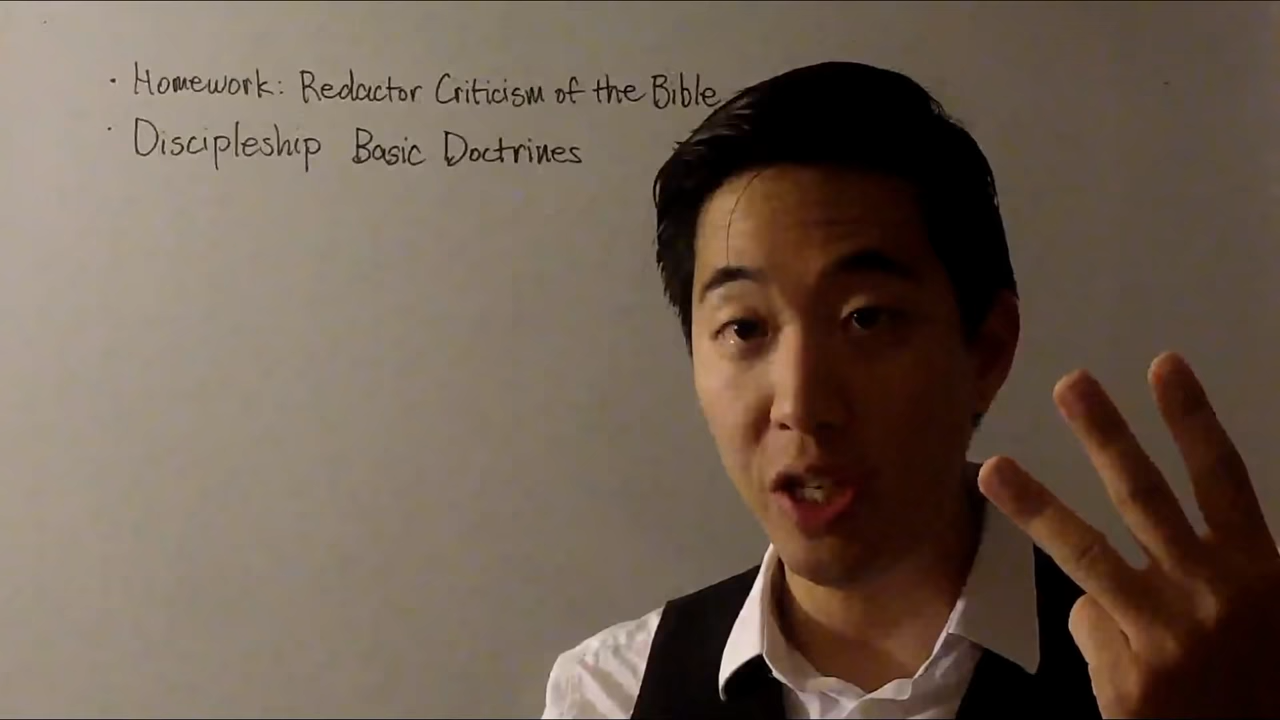 · Homework: Redactor Criticism of the Bible
· Discipleship Basic Doctrines